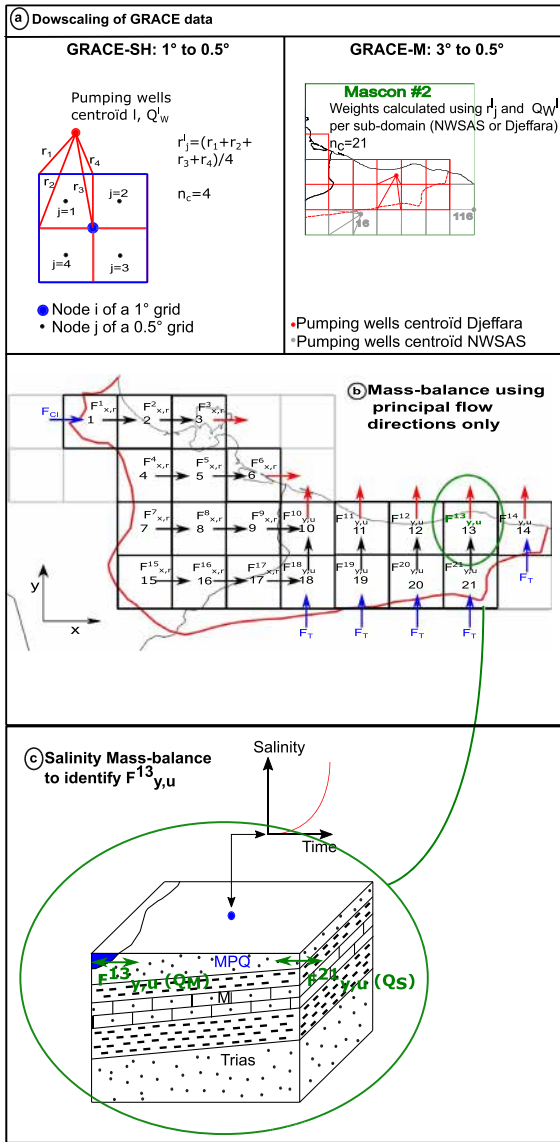 a Dowscaling of GRACE data
GRACE-SH: 1° to 0.5°
Pumping wells
centroïd I, Q^I_W
r1
r2
r3
r4
r^I_j=(r1+r2+
r3+r4)/4
n_c=4
j=1
j=2
j=4
j=3
Node i of a 1° grid
Node j of a 0.5° grid
GRACE-M: 3° to 0.5°
Mascon #2
Weights calculated using r^I_j and Q_W^I
per sub-domain (NWSAS or Djeffara)
n_c=21
16
116
Pumping wells centroïd Djeffara
Pumping wells centroïd NWSAS
b Mass-balance using
principal flow
directions only
F_CI
F^1_x,r F^2_x,r F^3_x,r
1 2 3
F^4_x,r F^5_x,r F^6_x,r
4 5 6
F^7_x,r F^8_x,r F^9_x,r F^10_y,u F^11_y,u F^12_y,u F^13_y,u F^14_y,u
7 8 9 10 11 12 13 14
F^15_x,r F^16_x,r F^17_x,r F^18_y,u F^19_y,u F^20_y,u F^21_y,u
15 16 17 18 19 20 21
F_T
F_T F_T F_T F_T
y
x
c Salinity Mass-balance
to identify F^13_y,u
Salinity
Time
MPQ
F^13_y,u (Q_M)
F^21_y,u (Q_S)
MI
Trias